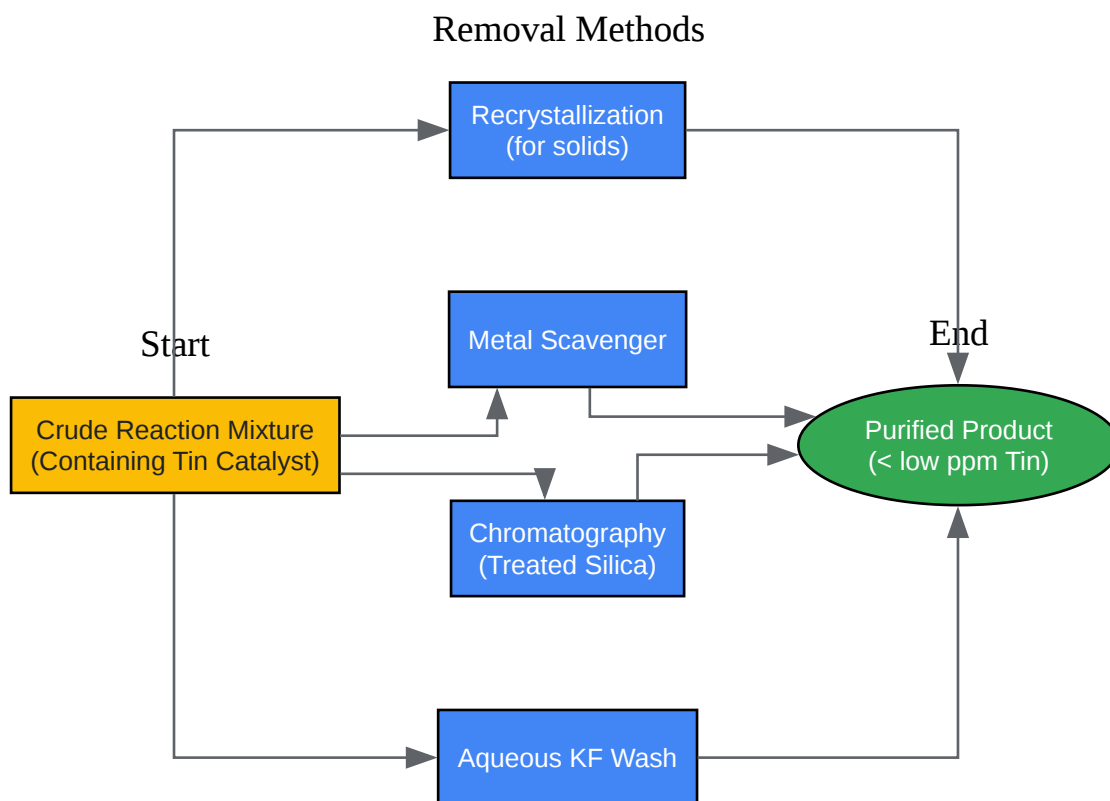 Removal Methods
Recrystallization
(for solids)
Start
Metal Scavenger
End
Crude Reaction Mixture
(Containing Tin Catalyst)
Purified Product
(< low ppm Tin)
Chromatography
(Treated Silica)
Aqueous KF Wash